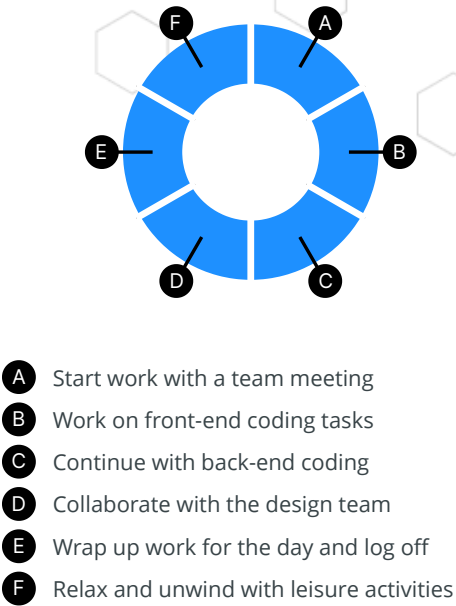 F A
E B
D C
A Start work with a team meeting
B Work on front-end coding tasks
C Continue with back-end coding
D Collaborate with the design team
E Wrap up work for the day and log off
F Relax and unwind with leisure activities